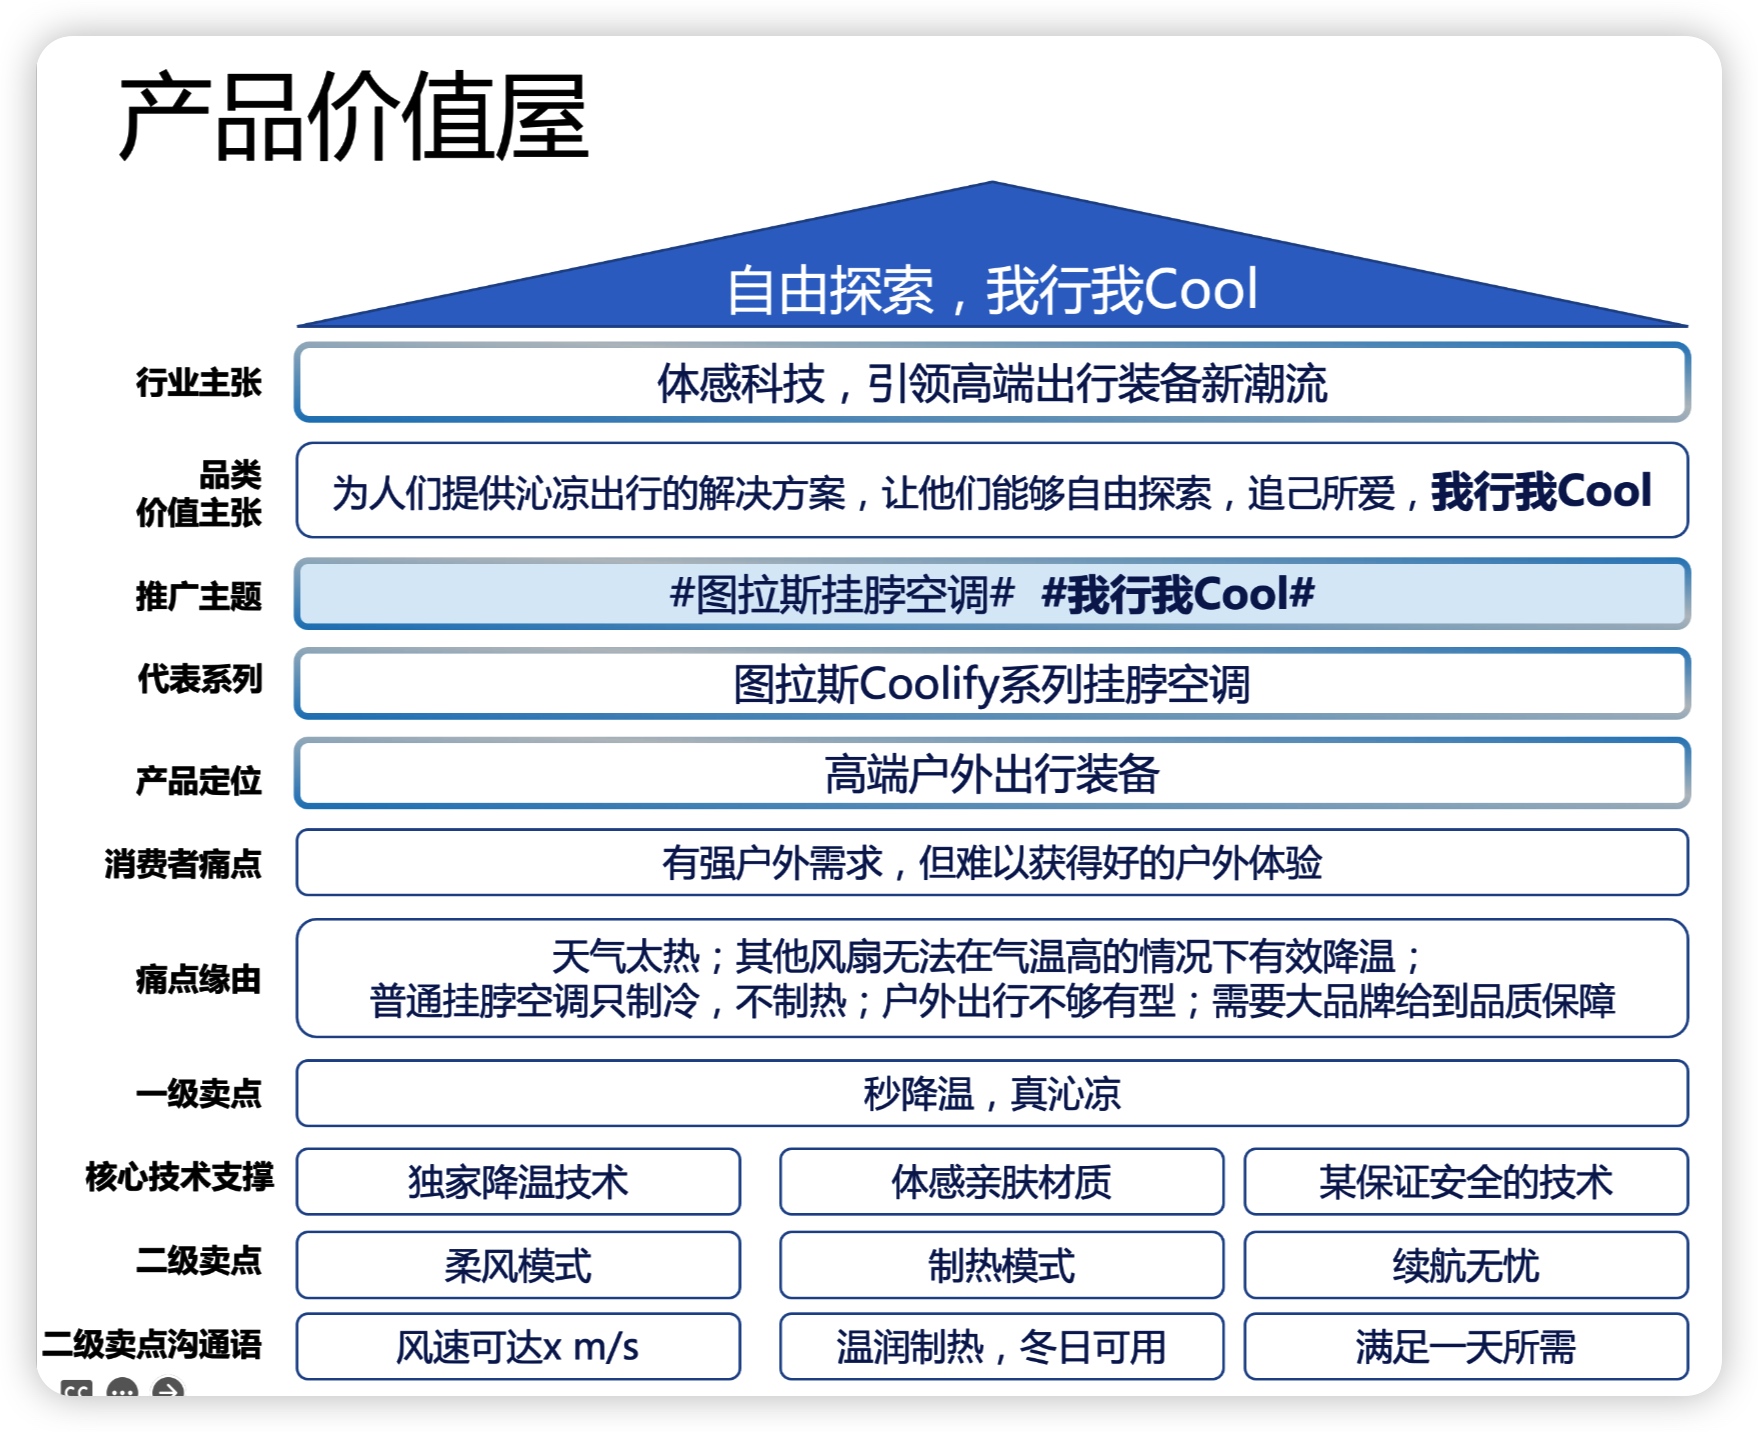 产品价值屋
自由探索，我行我Cool
行业主张
体感科技，引领高端出行装备新潮流
品类
价值主张
为人们提供沁凉出行的解决方案，让他们能够自由探索，追己所爱，我行我Cool
推广主题
#图拉斯挂脖空调# #我行我Cool#
代表系列
图拉斯Coolify系列挂脖空调
产品定位
高端户外出行装备
消费者痛点
有强户外需求，但难以获得好的户外体验
痛点缘由
天气太热；其他风扇无法在气温高的情况下有效降温；
普通挂脖空调只制冷，不制热；户外出行不够有型；需要大品牌给到品质保障
一级卖点
秒降温，真沁凉
核心技术支撑
独家降温技术
体感亲肤材质
某保证安全的技术
二级卖点
柔风模式
制热模式
续航无忧
二级卖点沟通语
风速可达x m/s
温润制热，冬日可用
满足一天所需
CC